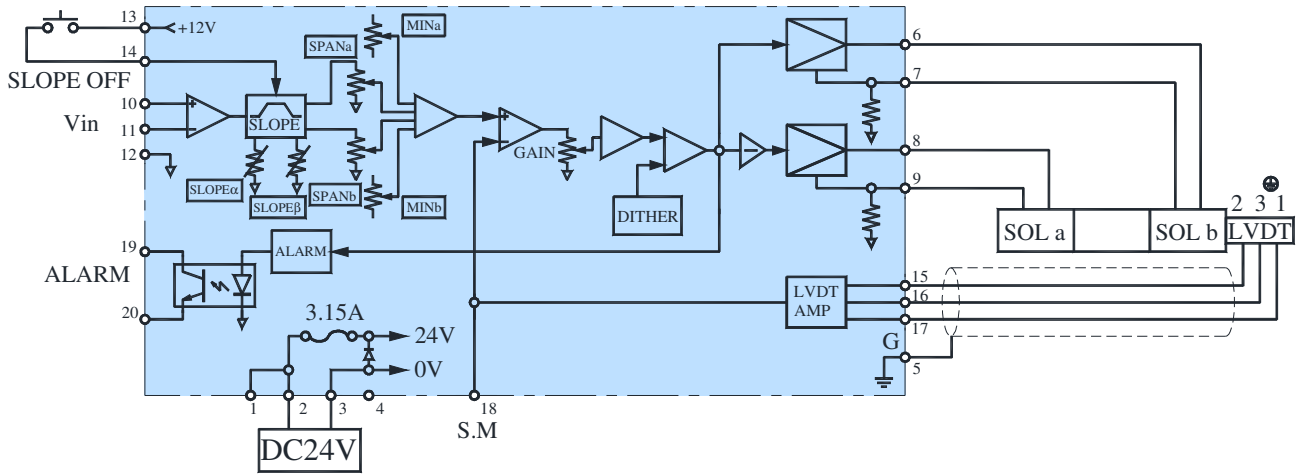 13
+12V
14
SLOPE OFF
10
+
Vin
11
−
12
SLOPE
SLOPEα
SLOPEβ
SPANa
MINa
SPANb
MINb
+
−
GAIN
DITHER
−
6
7
8
9
SOL a
SOL b
2 3 1
LVDT
19
ALARM
20
ALARM
LVDT
AMP
15
16
17
G
5
3.15A
24V
0V
1
2
3
4
18
S.M
DC24V